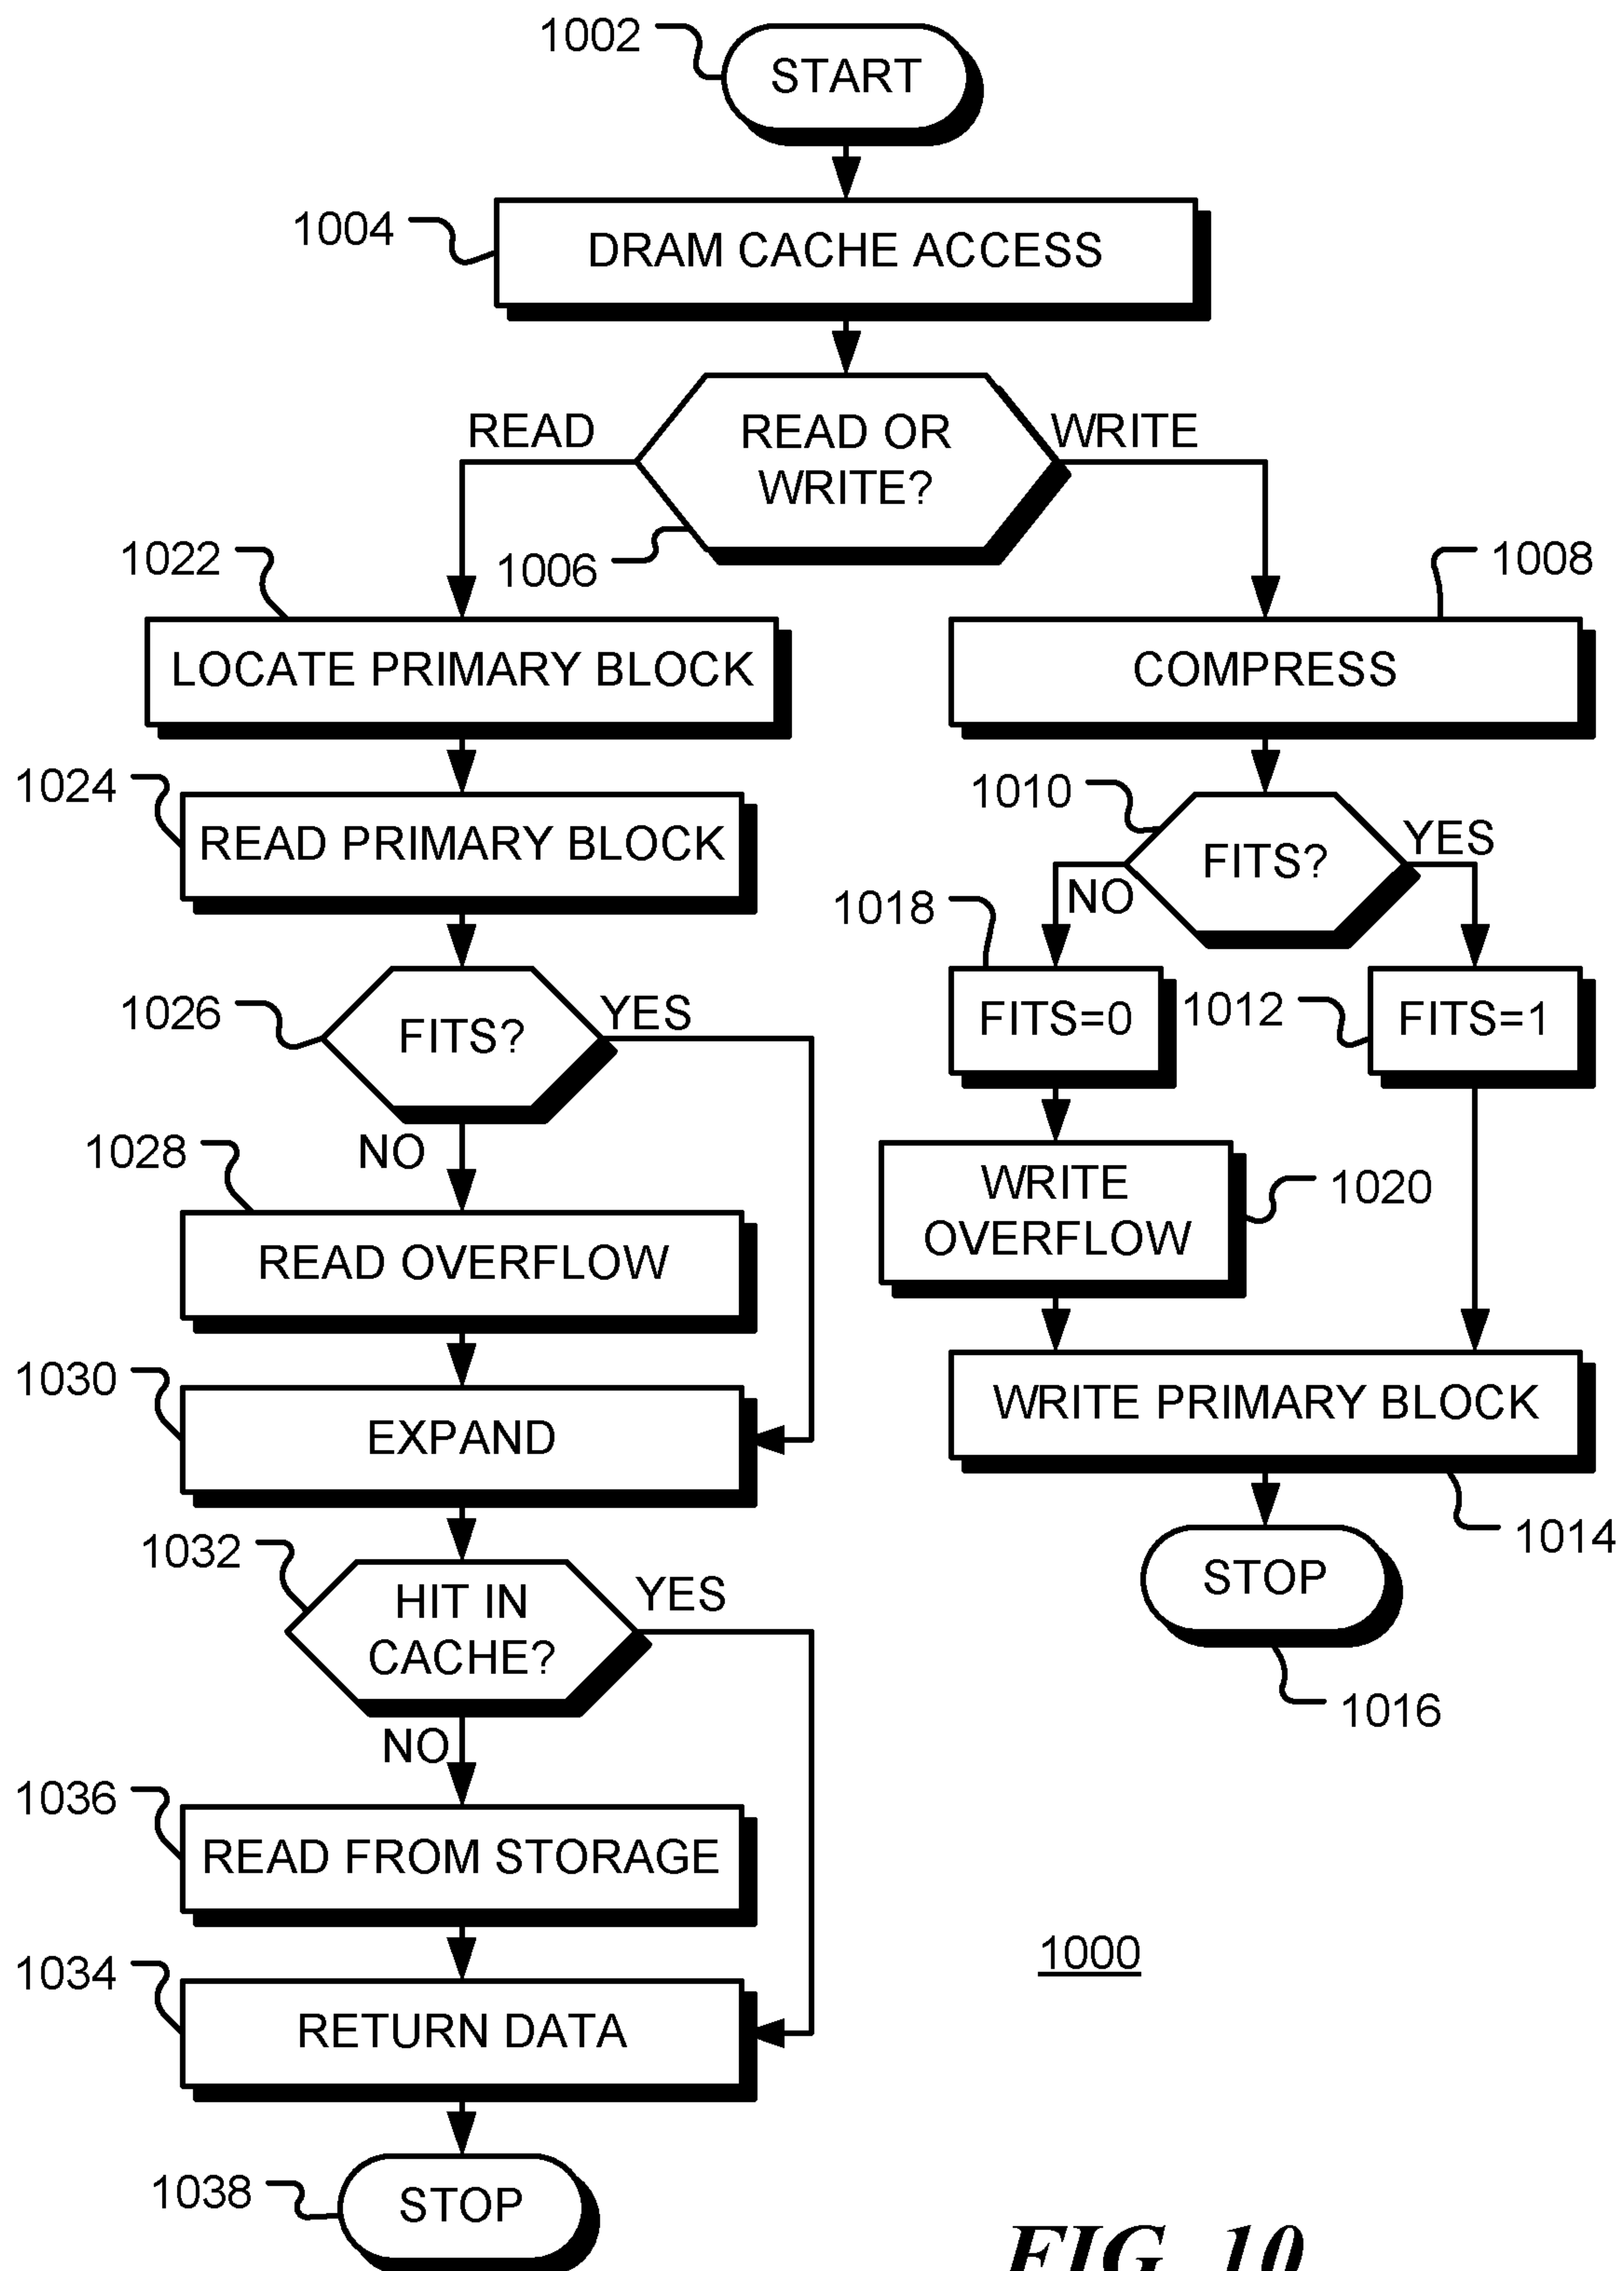 1002
START
1004
DRAM CACHE ACCESS
READ
READ OR
WRITE?
WRITE
1006
1022
1008
LOCATE PRIMARY BLOCK
COMPRESS
1024
READ PRIMARY BLOCK
1010
FITS?
YES
NO
1018
1026
FITS?
YES
FITS=0
1012
FITS=1
NO
1028
WRITE
OVERFLOW
1020
READ OVERFLOW
1030
EXPAND
WRITE PRIMARY BLOCK
1014
1032
HIT IN
CACHE?
YES
STOP
1016
NO
1036
READ FROM STORAGE
1000
1034
RETURN DATA
1038
STOP
FIG. 10